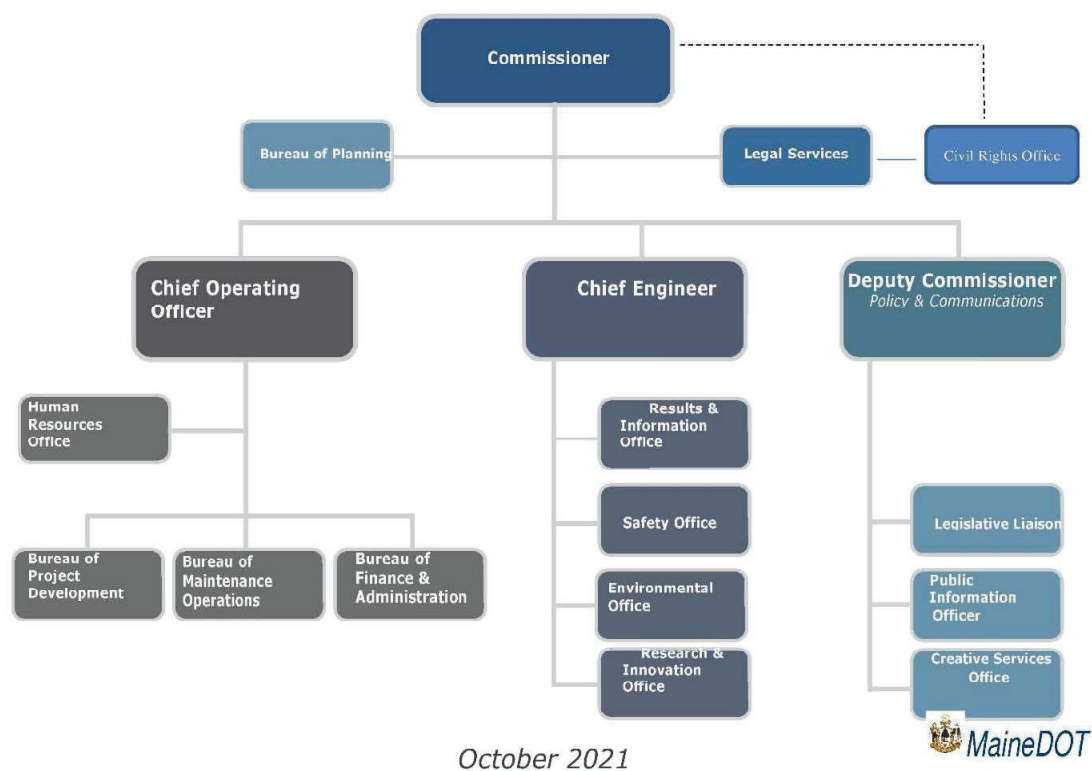 Commissioner
Bureau of Planning
Legal Services
Civil Rights Office
Chief Operating
Officer
Chief Engineer
Deputy Commissioner
Policy & Communications
Human
Resources
Office
Results &
Information
Office
Safety Office
Legislative Liaison
Bureau of
Project
Development
Bureau of
Maintenance
Operations
Bureau of
Finance &
Administration
Environmental
Office
Public
Information
Officer
Research &
Innovation
Office
Creative Services
Office
MaineDOT
October 2021